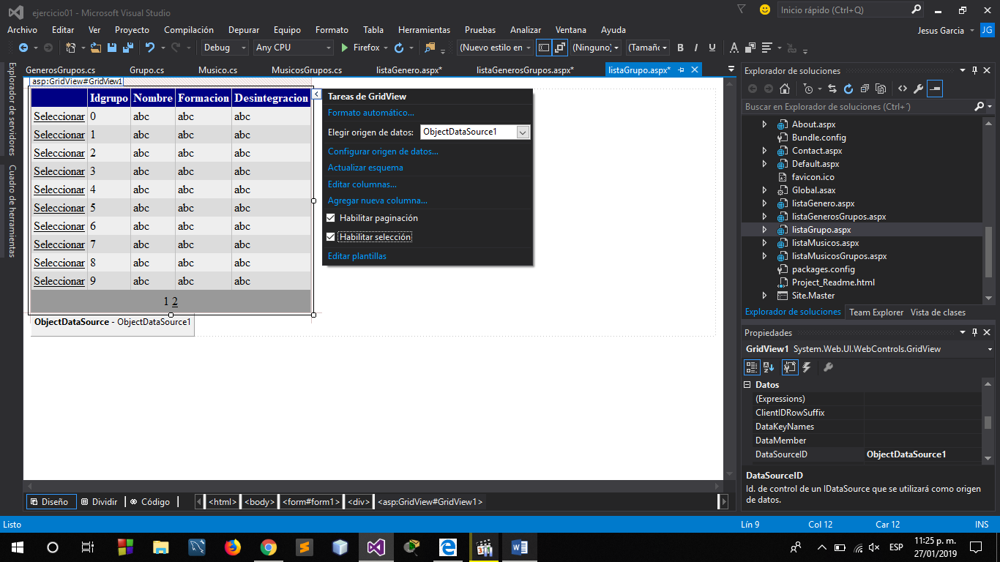 ejercicio01 - Microsoft Visual Studio
Inicio rápido (Ctrl+Q)
Archivo Editar Ver Proyecto Compilación Depurar Equipo Formato Tabla Herramientas Pruebas Analizar Ventana Ayuda
Jesus Garcia JG
Debug Any CPU Firefox (Nuevo estilo en (Ninguno) (Tamaño
B I U A
Explorador de servidores
Cuadro de herramientas
GenerosGrupos.cs Grupo.cs Musico.cs MusicosGrupos.cs listaGenero.aspx* listaGenerosGrupos.aspx* listaGrupo.aspx*
asp:GridView#GridView1
Idgrupo Nombre Formacion Desintegracion
Seleccionar 0 abc abc abc
Seleccionar 1 abc abc abc
Seleccionar 2 abc abc abc
Seleccionar 3 abc abc abc
Seleccionar 4 abc abc abc
Seleccionar 5 abc abc abc
Seleccionar 6 abc abc abc
Seleccionar 7 abc abc abc
Seleccionar 8 abc abc abc
Seleccionar 9 abc abc abc
1 2
ObjectDataSource - ObjectDataSource1
Tareas de GridView
Formato automático...
Elegir origen de datos: ObjectDataSource1
Configurar origen de datos...
Actualizar esquema
Editar columnas...
Agregar nueva columna...
Habilitar paginación
Habilitar selección
Editar plantillas
Explorador de soluciones
Buscar en Explorador de soluciones (Ctrl+´)
About.aspx
Bundle.config
Contact.aspx
Default.aspx
favicon.ico
Global.asax
listaGenero.aspx
listaGenerosGrupos.aspx
listaGrupo.aspx
listaMusicos.aspx
listaMusicosGrupos.aspx
packages.config
Project_Readme.html
Site.Master
Explorador de soluciones Team Explorer Vista de clases
Propiedades
GridView1 System.Web.UI.WebControls.GridView
Datos
(Expressions)
ClientIDRowSuffix
DataKeyNames
DataMember
DataSourceID ObjectDataSource1
DataSourceID
Id. de control de un IDataSource que se utilizará como origen
de datos.
Diseño Dividir Código <html> <body> <form#form1> <div> <asp:GridView#GridView1>
Listo Lín 9 Col 12 Car 12 INS
ESP
11:25 p. m.
27/01/2019